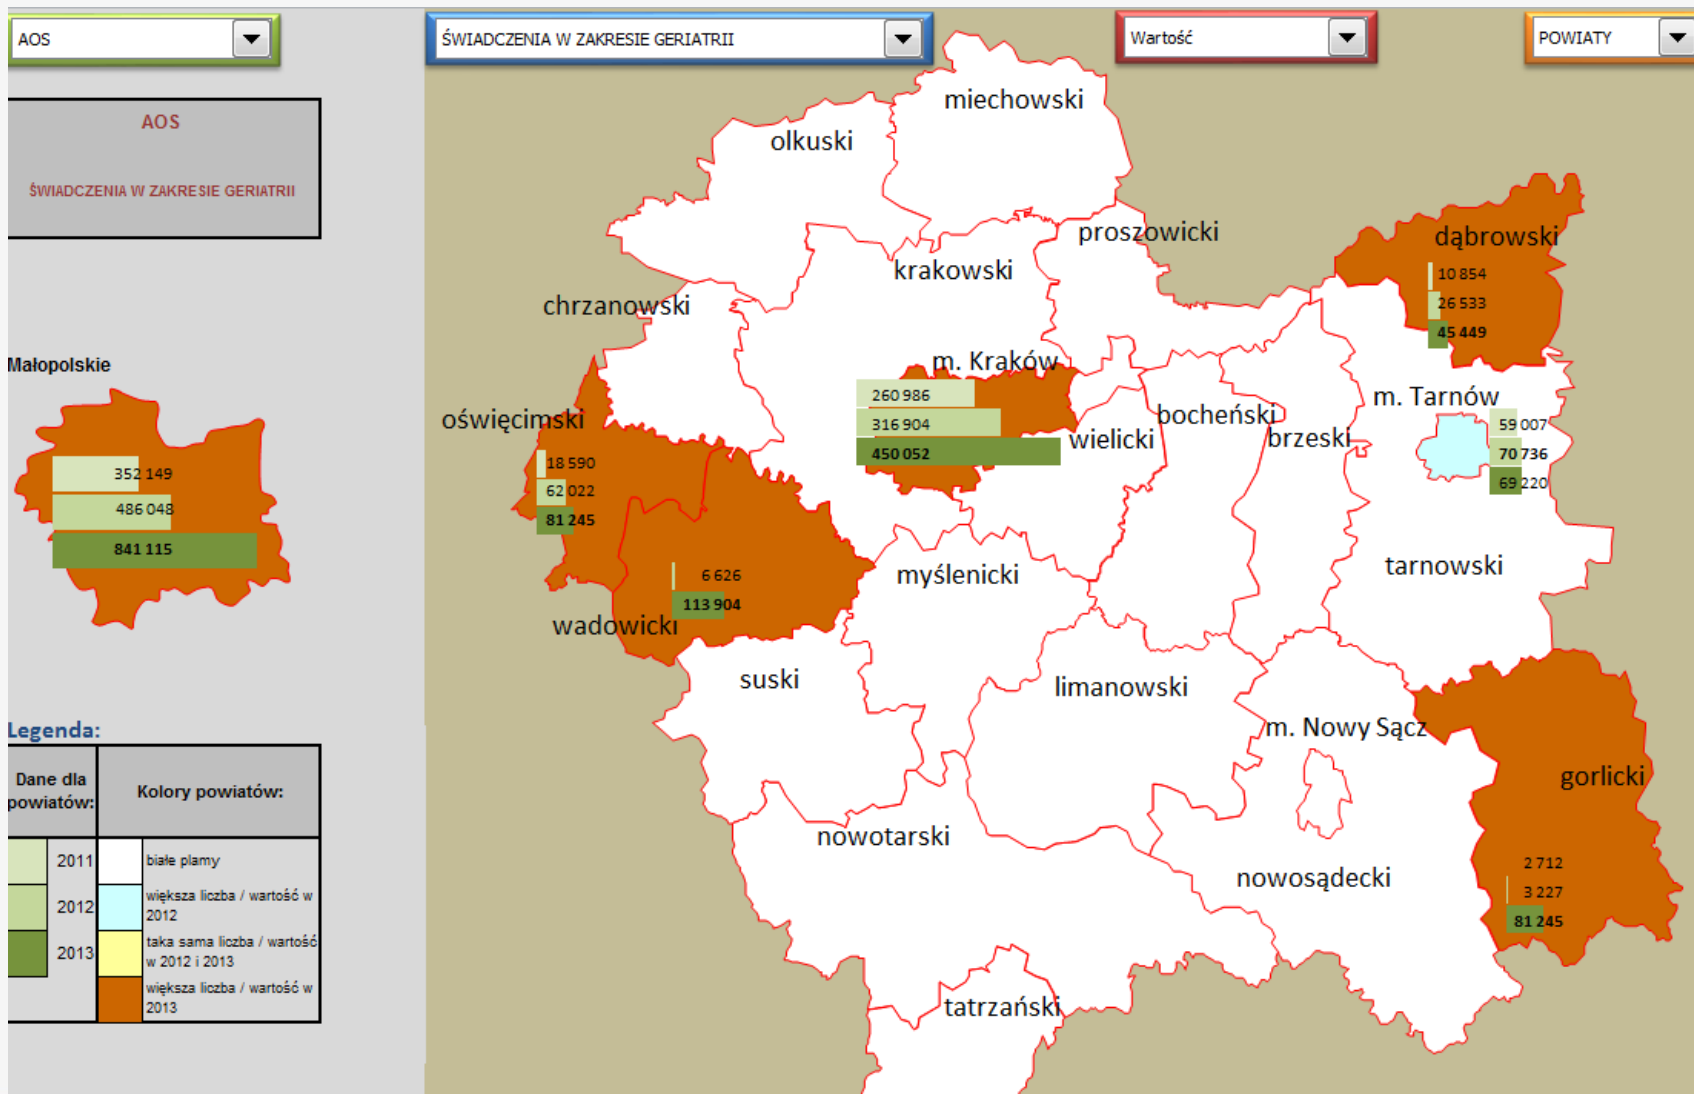 AOS
ŚWIADCZENIA W ZAKRESIE GERIATRII
Wartość
POWIATY
AOS
ŚWIADCZENIA W ZAKRESIE GERIATRII
Małopolskie
352 149
486 048
841 115
Legenda:
Dane dla powiatów:
Kolory powiatów:
2011
białe plamy
2012
większa liczba / wartość w
2012
2013
taka sama liczba / wartość
w 2012 i 2013
większa liczba / wartość w
2013
miechowski
olkuski
proszowicki
dąbrowski
10 854
26 533
45 449
krakowski
chrzanowski
m. Kraków
260 986
316 904
450 052
m. Tarnów
59 007
70 736
69 220
oświęcimski
18 590
62 022
81 245
wielicki
bocheński
brzeski
tarnowski
myślenicki
6 626
113 904
wadowicki
suski
limanowski
m. Nowy Sącz
gorlicki
2 712
3 227
81 245
nowotarski
nowosądecki
tatrzański